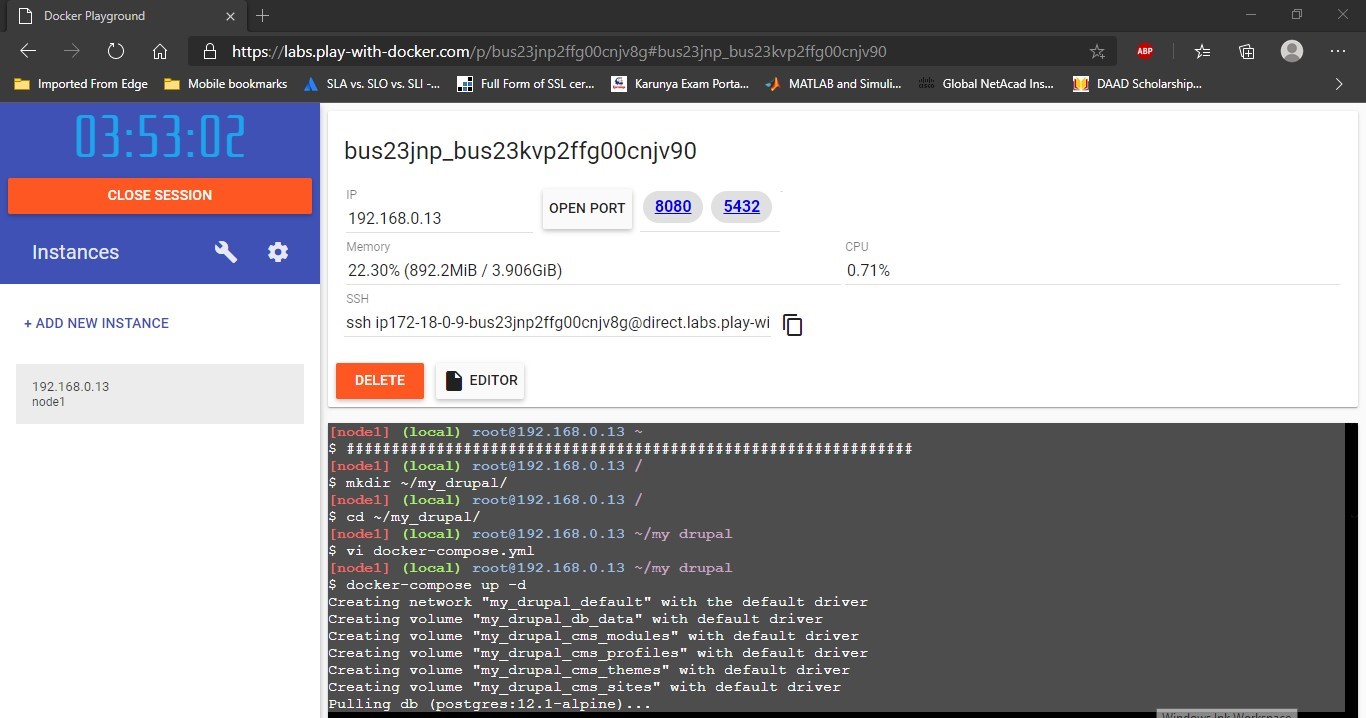 Docker Playground
https://labs.play-with-docker.com/p/bus23jnp2ffg00cnjv8g#bus23jnp_bus23kvp2ffg00cnjv90
ABP
Imported From Edge
Mobile bookmarks
SLA vs. SLO vs. SLI -...
Full Form of SSL cer...
Karunya Exam Porta...
MATLAB and Simuli...
Global NetAcad Ins...
DAAD Scholarship...
03:53:02
CLOSE SESSION
Instances
+ ADD NEW INSTANCE
192.168.0.13
node1
bus23jnp_bus23kvp2ffg00cnjv90
IP
192.168.0.13
OPEN PORT
8080
5432
Memory
22.30% (892.2MiB / 3.906GiB)
CPU
0.71%
SSH
ssh ip172-18-0-9-bus23jnp2ffg00cnjv8g@direct.labs.play-wi
DELETE
EDITOR
[node1] (local) root@192.168.0.13 ~
$ ###############################################################
[node1] (local) root@192.168.0.13 /
$ mkdir ~/my_drupal/
[node1] (local) root@192.168.0.13 /
$ cd ~/my_drupal/
[node1] (local) root@192.168.0.13 ~/my drupal
$ vi docker-compose.yml
[node1] (local) root@192.168.0.13 ~/my drupal
$ docker-compose up -d
Creating network "my_drupal_default" with the default driver
Creating volume "my_drupal_db_data" with default driver
Creating volume "my_drupal_cms_modules" with default driver
Creating volume "my_drupal_cms_profiles" with default driver
Creating volume "my_drupal_cms_themes" with default driver
Creating volume "my_drupal_cms_sites" with default driver
Pulling db (postgres:12.1-alpine)...
Windows Ink Workspace